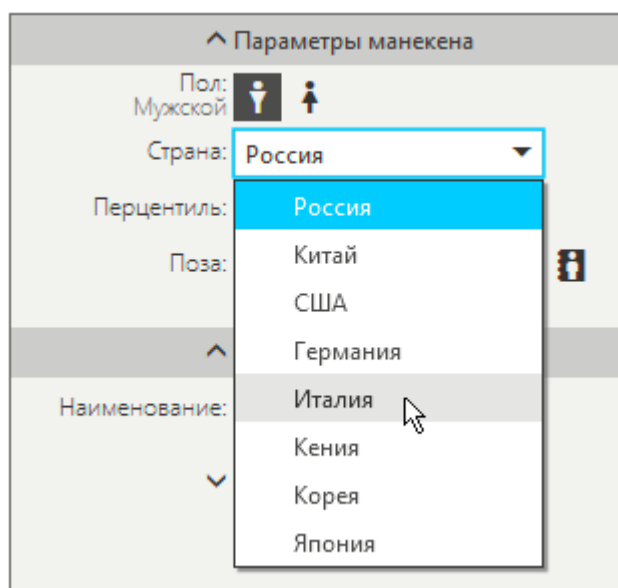 Параметры манекена
Пол:
Мужской
Страна: Россия
Перцентиль: Россия
Китай
Поза:
США
Германия
Италия
Наименование:
Кения
Корея
Япония